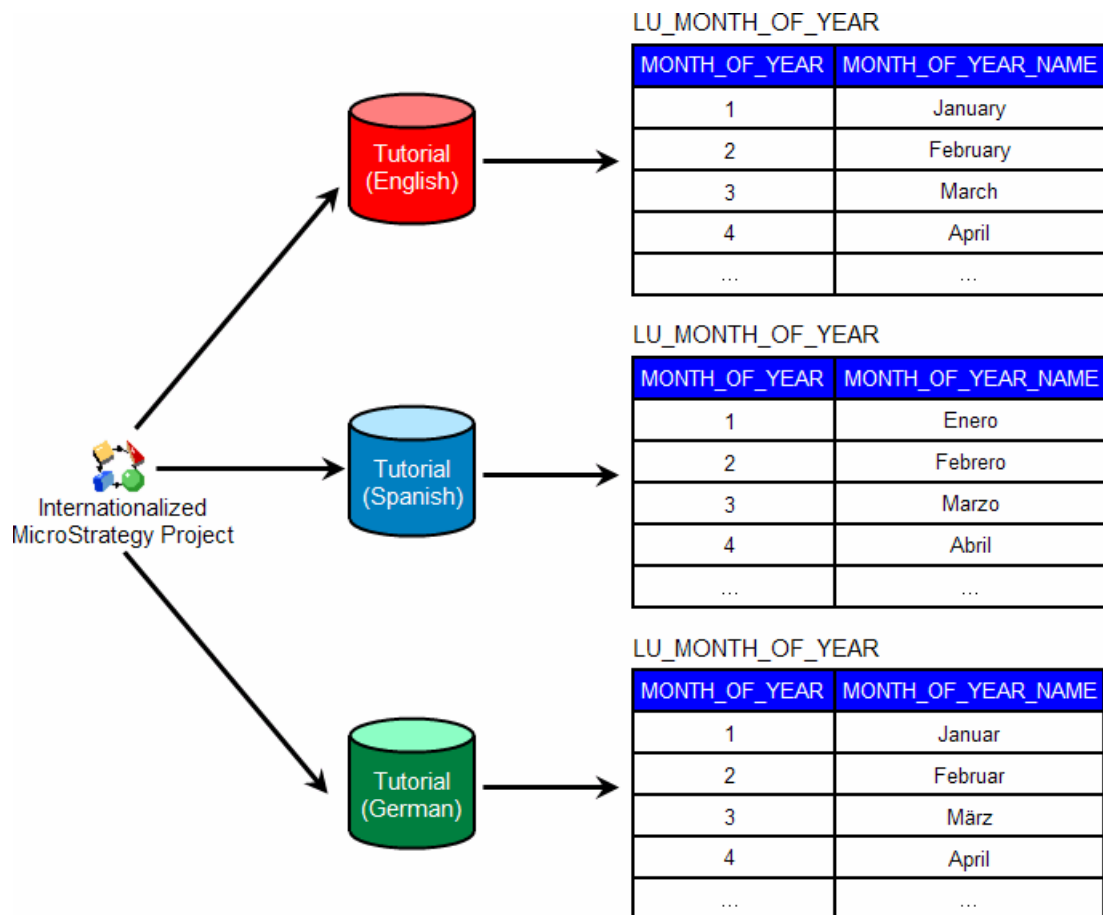 LU_MONTH_OF_YEAR
MONTH_OF_YEAR MONTH_OF_YEAR_NAME
1 January
2 February
3 March
4 April
... ...
Tutorial
(English)
LU_MONTH_OF_YEAR
MONTH_OF_YEAR MONTH_OF_YEAR_NAME
1 Enero
2 Febrero
3 Marzo
4 Abril
... ...
Tutorial
(Spanish)
Internationalized
MicroStrategy Project
LU_MONTH_OF_YEAR
MONTH_OF_YEAR MONTH_OF_YEAR_NAME
1 Januar
2 Februar
3 März
4 April
... ...
Tutorial
(German)